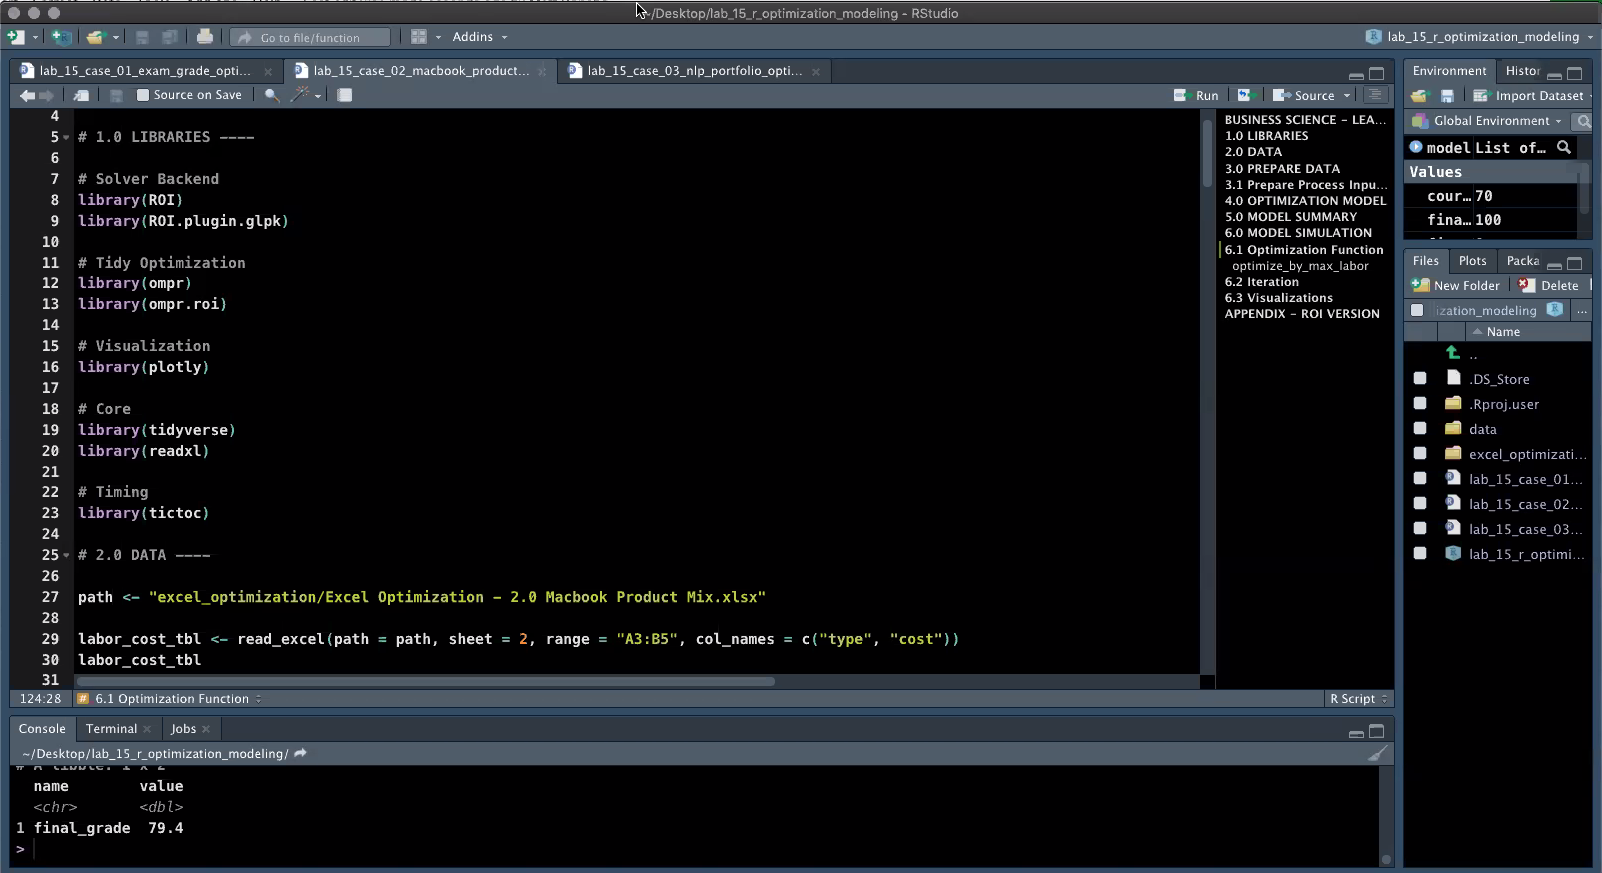 ~/Desktop/lab_15_r_optimization_modeling - RStudio
Go to file/function
Addins
lab_15_r_optimization_modeling
lab_15_case_01_exam_grade_opti...
lab_15_case_02_macbook_product...
lab_15_case_03_nlp_portfolio_opti...
Source on Save
Run
Source
4
5 # 1.0 LIBRARIES ----
6
7 # Solver Backend
8 library(ROI)
9 library(ROI.plugin.glpk)
10
11 # Tidy Optimization
12 library(ompr)
13 library(ompr.roi)
14
15 # Visualization
16 library(plotly)
17
18 # Core
19 library(tidyverse)
20 library(readxl)
21
22 # Timing
23 library(tictoc)
24
25 # 2.0 DATA ----
26
27 path <- "excel_optimization/Excel Optimization - 2.0 Macbook Product Mix.xlsx"
28
29 labor_cost_tbl <- read_excel(path = path, sheet = 2, range = "A3:B5", col_names = c("type", "cost"))
30 labor_cost_tbl
31
124:28
6.1 Optimization Function
R Script
BUSINESS SCIENCE - LEA...
1.0 LIBRARIES
2.0 DATA
3.0 PREPARE DATA
3.1 Prepare Process Inpu...
4.0 OPTIMIZATION MODEL
5.0 MODEL SUMMARY
6.0 MODEL SIMULATION
6.1 Optimization Function
optimize_by_max_labor
6.2 Iteration
6.3 Visualizations
APPENDIX - ROI VERSION
Console
Terminal
Jobs
~/Desktop/lab_15_r_optimization_modeling/
# A tibble: 1 x 2
name value
<chr> <dbl>
1 final_grade 79.4
>
Environment
Histor
Import Dataset
Global Environment
model List of...
Values
cour... 70
fina... 100
Files
Plots
Packa
New Folder
Delete
ization_modeling
...
Name
..
.DS_Store
.Rproj.user
data
excel_optimizati...
lab_15_case_01...
lab_15_case_02...
lab_15_case_03...
lab_15_r_optimi...